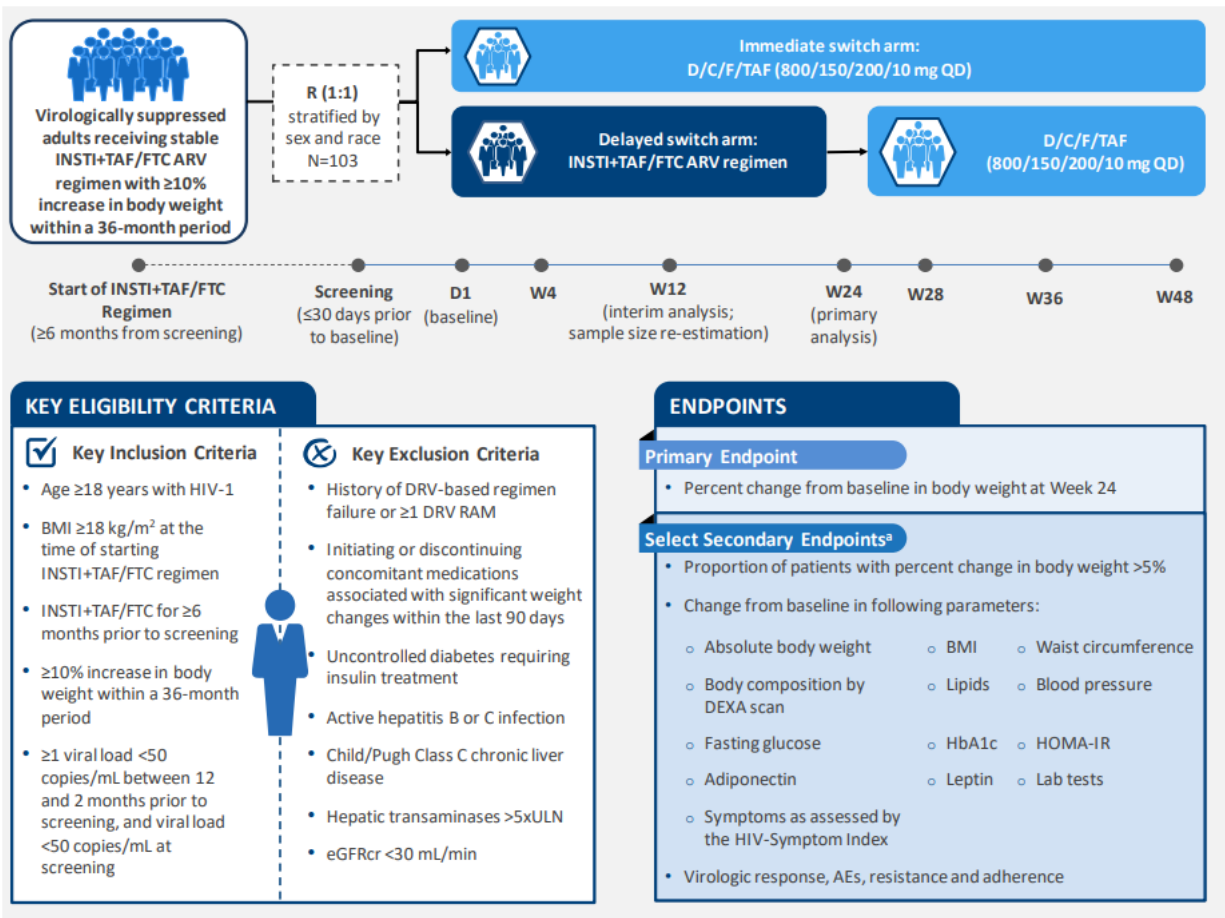 Virologically suppressed
adults receiving stable
INSTI+TAF/FTC ARV
regimen with ≥10%
increase in body weight
within a 36-month period
R (1:1)
stratified by
sex and race
N=103
Immediate switch arm:
D/C/F/TAF (800/150/200/10 mg QD)
Delayed switch arm:
INSTI+TAF/FTC ARV regimen
D/C/F/TAF
(800/150/200/10 mg QD)
Start of INSTI+TAF/FTC
Regimen
(≥6 months from screening)
Screening
(≤30 days prior
to baseline)
D1
(baseline)
W4
W12
(interim analysis;
sample size re-estimation)
W24
(primary
analysis)
W28
W36
W48
KEY ELIGIBILITY CRITERIA
Key Inclusion Criteria
• Age ≥18 years with HIV-1
• BMI ≥18 kg/m² at the
time of starting
INSTI+TAF/FTC regimen
• INSTI+TAF/FTC for ≥6
months prior to screening
• ≥10% increase in body
weight within a 36-month
period
• ≥1 viral load <50
copies/mL between 12
and 2 months prior to
screening, and viral load
<50 copies/mL at
screening
Key Exclusion Criteria
• History of DRV-based regimen
failure or ≥1 DRV RAM
• Initiating or discontinuing
concomitant medications
associated with significant weight
changes within the last 90 days
• Uncontrolled diabetes requiring
insulin treatment
• Active hepatitis B or C infection
• Child/Pugh Class C chronic liver
disease
• Hepatic transaminases >5xULN
• eGFRcr <30 mL/min
ENDPOINTS
Primary Endpoint
• Percent change from baseline in body weight at Week 24
Select Secondary Endpointsᵃ
• Proportion of patients with percent change in body weight >5%
• Change from baseline in following parameters:
○ Absolute body weight ○ BMI ○ Waist circumference
○ Body composition by ○ Lipids ○ Blood pressure
DEXA scan
○ Fasting glucose ○ HbA1c ○ HOMA-IR
○ Adiponectin ○ Leptin ○ Lab tests
○ Symptoms as assessed by
the HIV-Symptom Index
• Virologic response, AEs, resistance and adherence